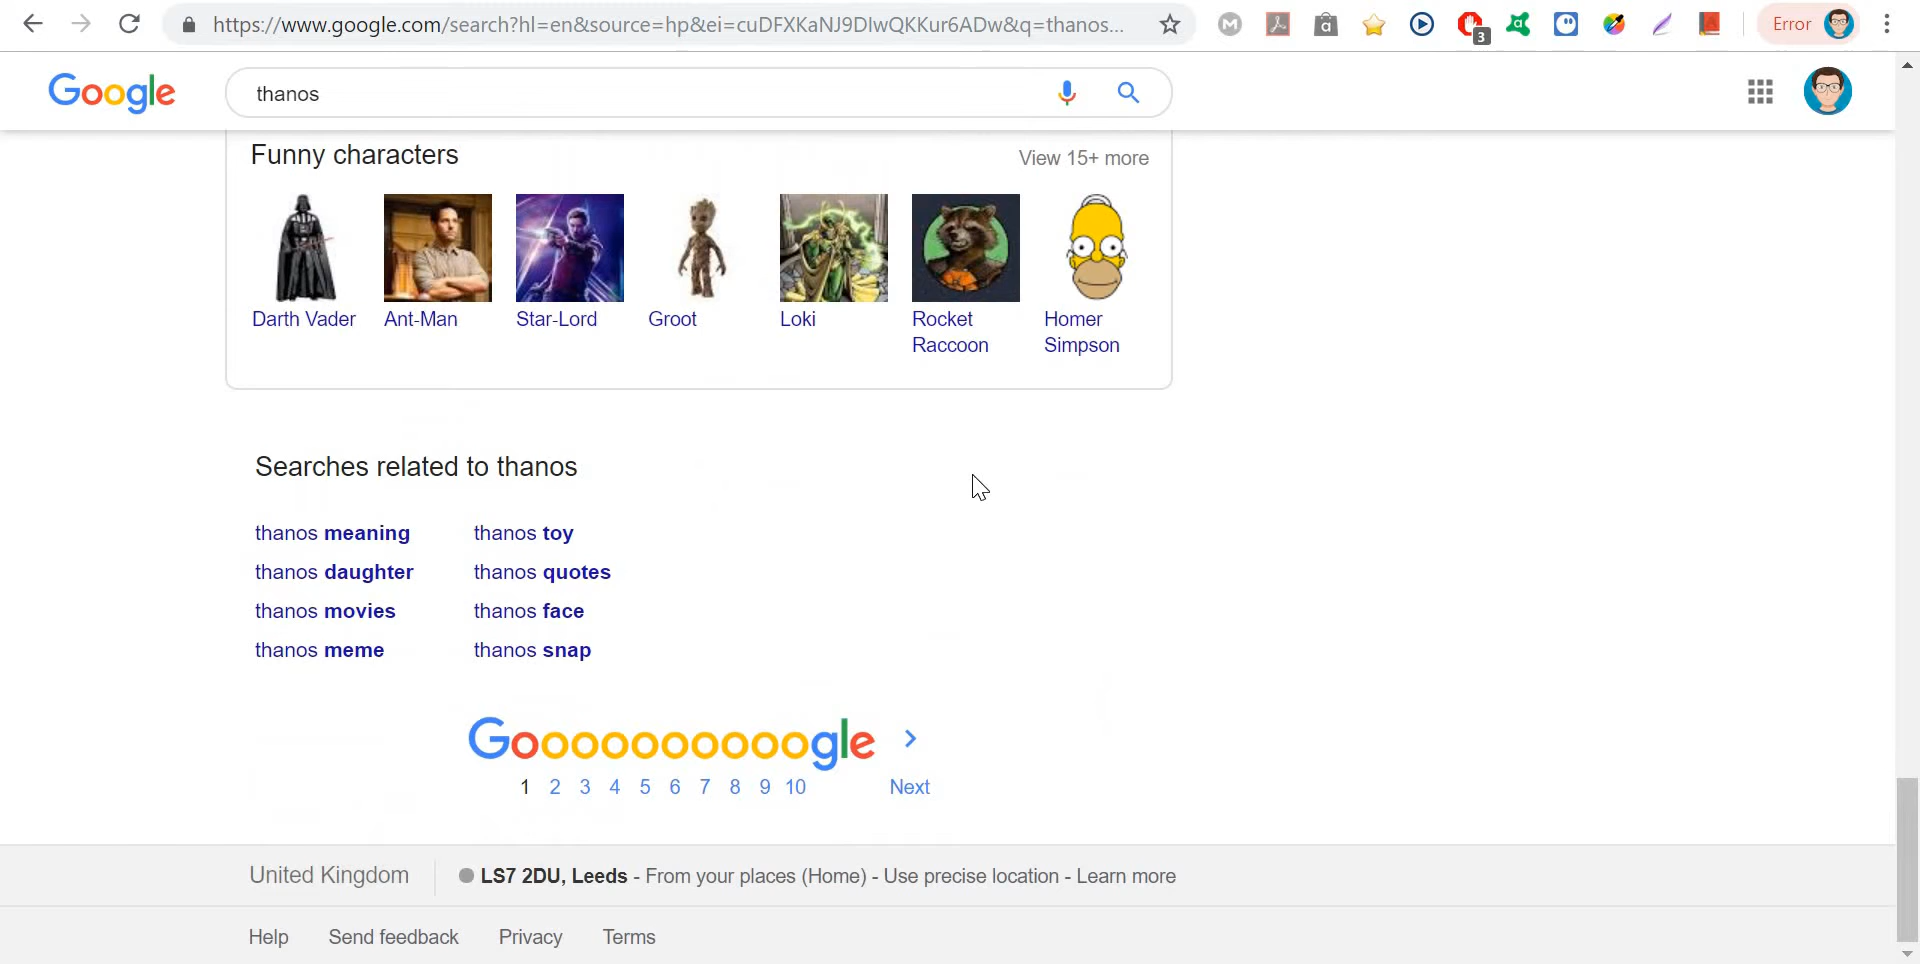 https://www.google.com/search?hl=en&source=hp&ei=cuDFXKaNJ9DIwQKKur6ADw&q=thanos...
3
Error
Google
thanos
Funny characters
View 15+ more
Darth Vader
Ant-Man
Star-Lord
Groot
Loki
Rocket
Raccoon
Homer
Simpson
Searches related to thanos
thanos meaning
thanos toy
thanos daughter
thanos quotes
thanos movies
thanos face
thanos meme
thanos snap
Goooooooooogle
1 2 3 4 5 6 7 8 9 10 Next
United Kingdom
LS7 2DU, Leeds - From your places (Home) - Use precise location - Learn more
Help Send feedback Privacy Terms